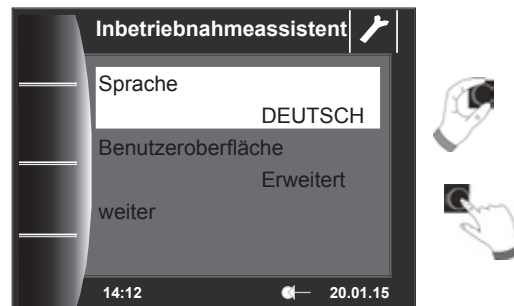 Inbetriebnahmeassistent
Sprache
DEUTSCH
Benutzeroberfläche
Erweitert
weiter
14:12 20.01.15